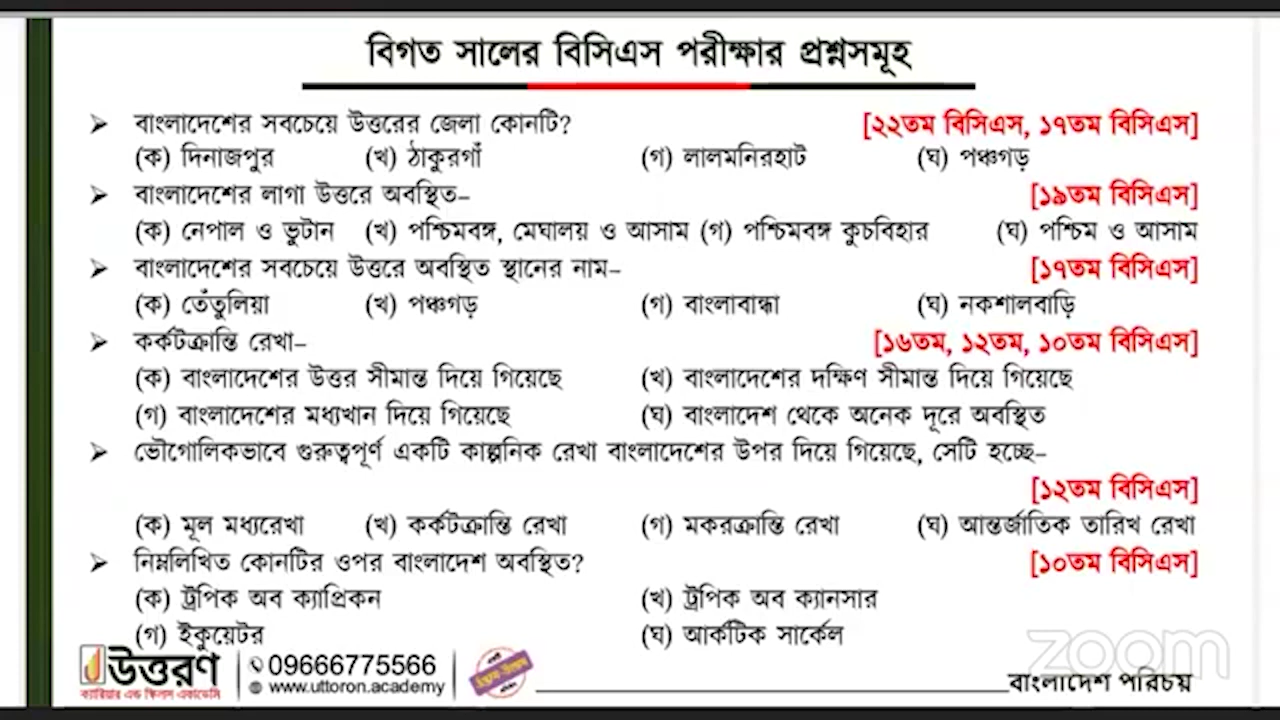 বিগত সালের বিসিএস পরীক্ষার প্রশ্নসমূহ
➢ বাংলাদেশের সবচেয়ে উত্তরের জেলা কোনটি? [২২তম বিসিএস, ১৭তম বিসিএস]
(ক) দিনাজপুর (খ) ঠাকুরগাঁ (গ) লালমনিরহাট (ঘ) পঞ্চগড়
➢ বাংলাদেশের লাগা উত্তরে অবস্থিত– [১৯তম বিসিএস]
(ক) নেপাল ও ভুটান (খ) পশ্চিমবঙ্গ, মেঘালয় ও আসাম (গ) পশ্চিমবঙ্গ কুচবিহার (ঘ) পশ্চিম ও আসাম
➢ বাংলাদেশের সবচেয়ে উত্তরে অবস্থিত স্থানের নাম– [১৭তম বিসিএস]
(ক) তেঁতুলিয়া (খ) পঞ্চগড় (গ) বাংলাবান্ধা (ঘ) নকশালবাড়ি
➢ কর্কটক্রান্তি রেখা– [১৬তম, ১২তম, ১০তম বিসিএস]
(ক) বাংলাদেশের উত্তর সীমান্ত দিয়ে গিয়েছে (খ) বাংলাদেশের দক্ষিণ সীমান্ত দিয়ে গিয়েছে
(গ) বাংলাদেশের মধ্যখান দিয়ে গিয়েছে (ঘ) বাংলাদেশ থেকে অনেক দূরে অবস্থিত
➢ ভৌগোলিকভাবে গুরুত্বপূর্ণ একটি কাল্পনিক রেখা বাংলাদেশের উপর দিয়ে গিয়েছে, সেটি হচ্ছে–
[১২তম বিসিএস]
(ক) মূল মধ্যরেখা (খ) কর্কটক্রান্তি রেখা (গ) মকরক্রান্তি রেখা (ঘ) আন্তর্জাতিক তারিখ রেখা
➢ নিম্নলিখিত কোনটির ওপর বাংলাদেশ অবস্থিত? [১০তম বিসিএস]
(ক) ট্রপিক অব ক্যাপ্রিকন (খ) ট্রপিক অব ক্যানসার
(গ) ইকুয়েটর (ঘ) আর্কটিক সার্কেল
zoom
উত্তরণ 09666775566
ক্যারিয়ার এন্ড স্কিলস একাডেমি www.uttoron.academy
বাংলাদেশ পরিচয়